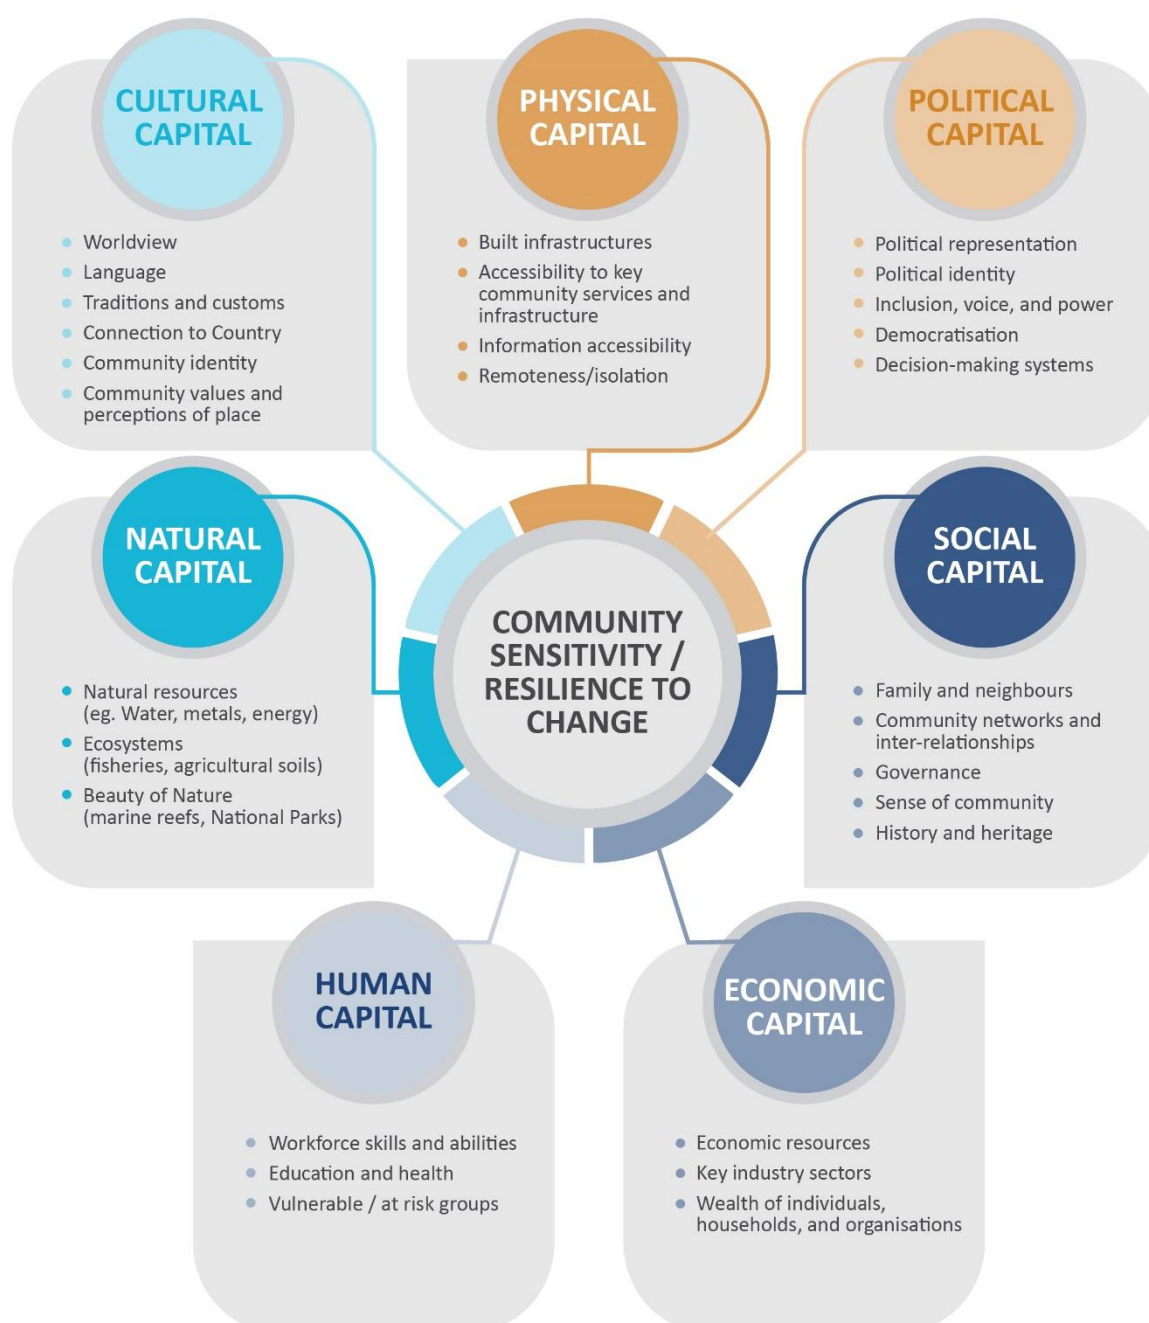 CULTURAL
CAPITAL
Worldview
Language
Traditions and customs
Connection to Country
Community identity
Community values and
perceptions of place
PHYSICAL
CAPITAL
Built infrastructures
Accessibility to key
community services and
infrastructure
Information accessibility
Remoteness/isolation
POLITICAL
CAPITAL
Political representation
Political identity
Inclusion, voice, and power
Democratisation
Decision-making systems
NATURAL
CAPITAL
Natural resources
(eg. Water, metals, energy)
Ecosystems
(fisheries, agricultural soils)
Beauty of Nature
(marine reefs, National Parks)
COMMUNITY
SENSITIVITY /
RESILIENCE TO
CHANGE
SOCIAL
CAPITAL
Family and neighbours
Community networks and
inter-relationships
Governance
Sense of community
History and heritage
HUMAN
CAPITAL
Workforce skills and abilities
Education and health
Vulnerable / at risk groups
ECONOMIC
CAPITAL
Economic resources
Key industry sectors
Wealth of individuals,
households, and organisations